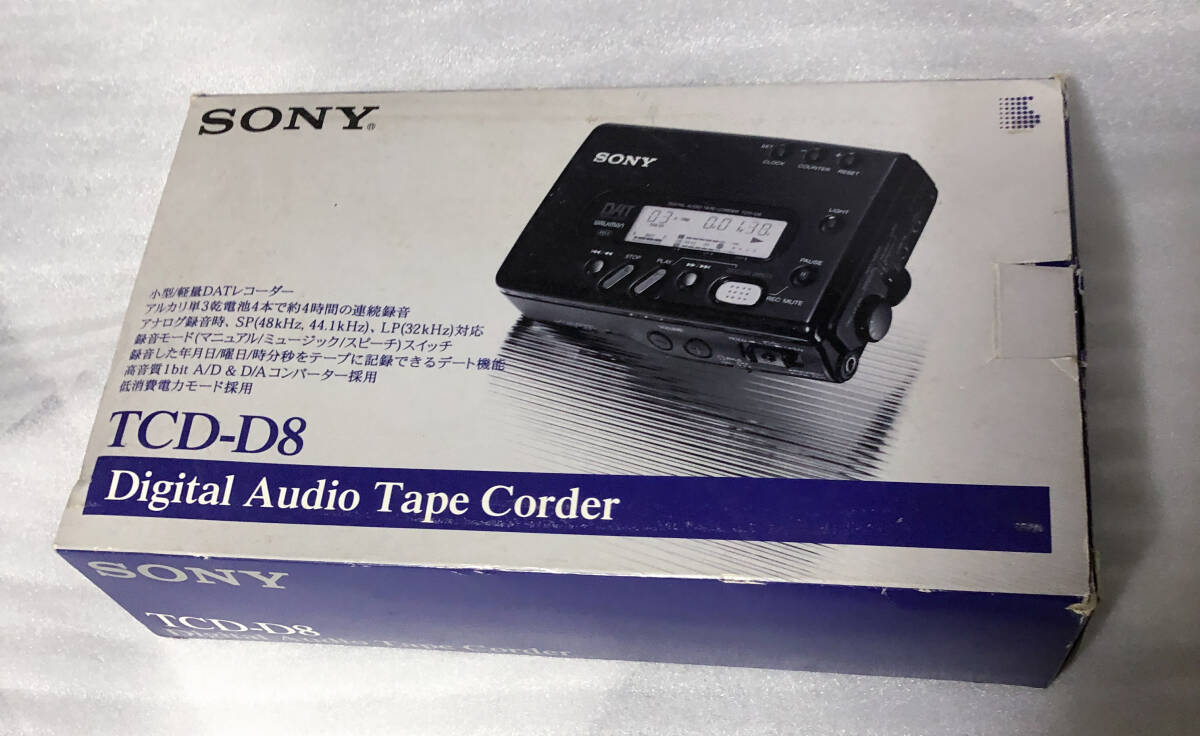 SONY®
SONY
SET
CLOCK
COUNTER
RESET
LIGHT
DAT
WALKMAN
03
0.0 1.30.
STOP
PLAY
PAUSE
REC MUTE
小型/軽量DATレコーダー
アルカリ単3乾電池4本で約4時間の連続録音
アナログ録音時、SP(48kHz, 44.1kHz)、LP(32kHz)対応
録音モード(マニュアル/ミュージック/スピーチ)スイッチ
録音した年月日/曜日/時分秒をテープに記録できるデート機能
高音質1bit A/D & D/Aコンバーター採用
低消費電力モード採用
TCD-D8
Digital Audio Tape Corder
SONY
TCD-D8
Digital Audio Tape Corder